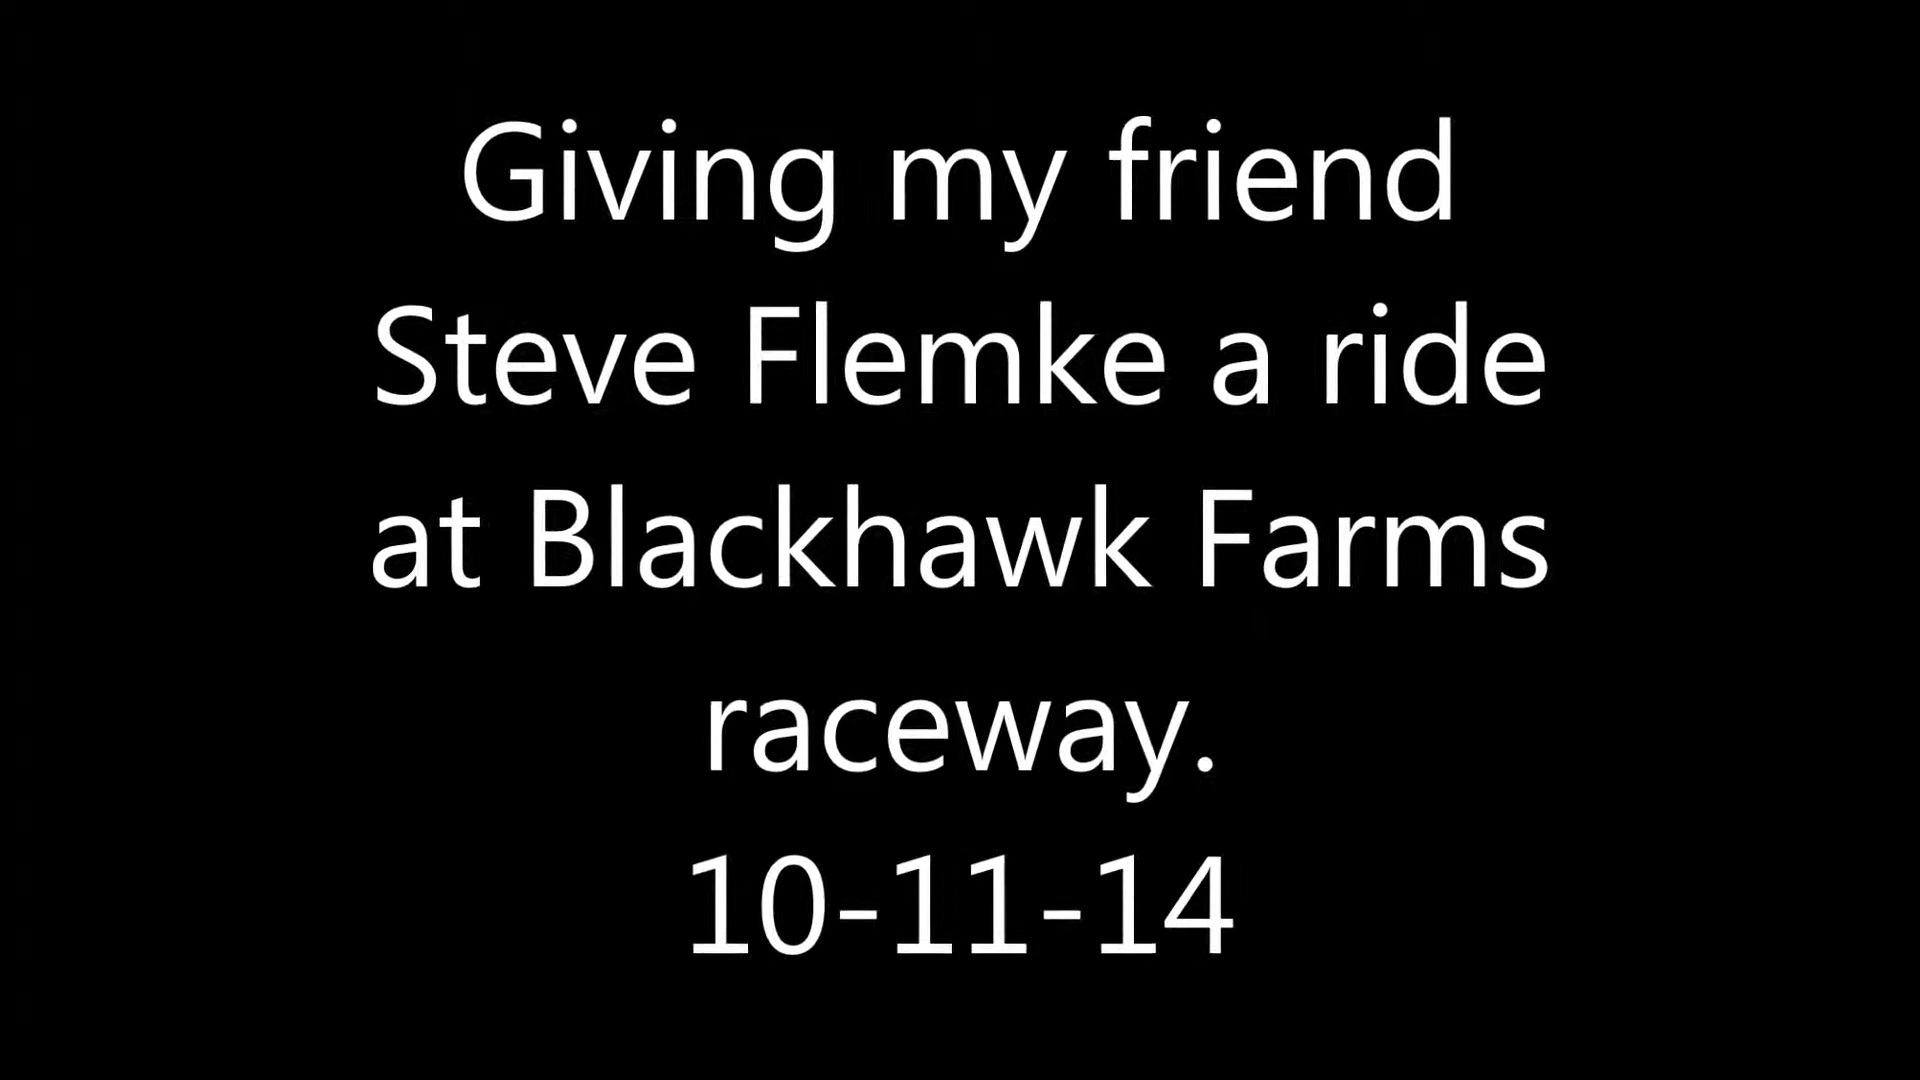 Giving my friend
Steve Flemke a ride
at Blackhawk Farms
raceway.
10-11-14